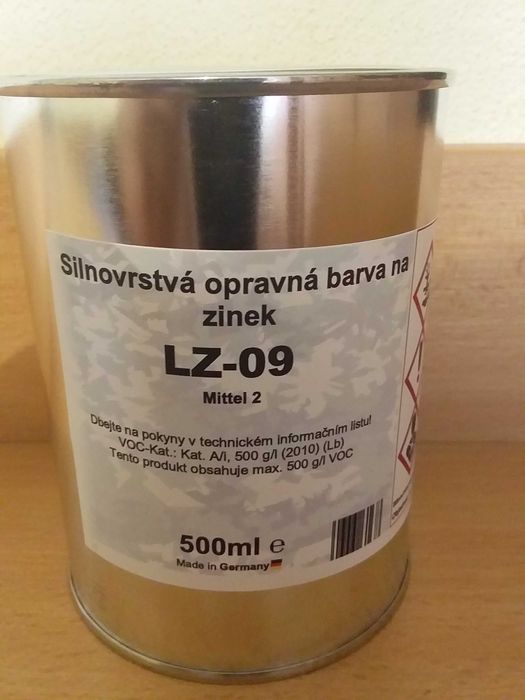 Silnovrstvá opravná barva na
zinek
LZ-09
Mittel 2
Dbejte na pokyny v technickém informačním listu!
VOC-Kat.: Kat. A/i, 500 g/l (2010) (Lb)
Tento produkt obsahuje max. 500 g/l VOC
500ml ℮
Made in Germany